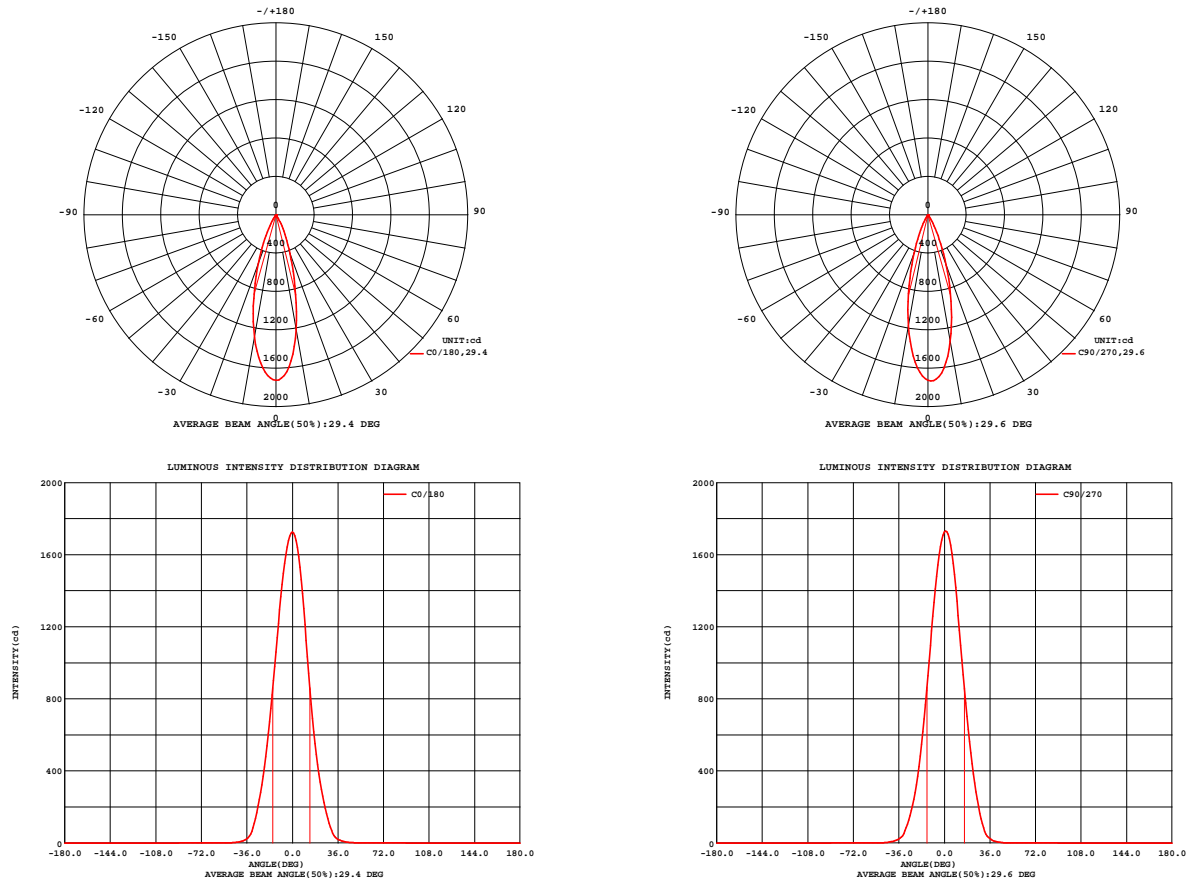 -/+180
-150
150
-120
120
-90
90
-60
60
-30
30
0
400
800
1200
1600
2000
0
UNIT:cd
C0/180,29.4
AVERAGE BEAM ANGLE(50%):29.4 DEG
-/+180
-150
150
-120
120
-90
90
-60
60
-30
30
0
400
800
1200
1600
2000
0
UNIT:cd
C90/270,29.6
AVERAGE BEAM ANGLE(50%):29.6 DEG
LUMINOUS INTENSITY DISTRIBUTION DIAGRAM
C0/180
INTENSITY(cd)
2000
1600
1200
800
400
0
-180.0 -144.0 -108.0 -72.0 -36.0 0.0 36.0 72.0 108.0 144.0 180.0
ANGLE(DEG)
AVERAGE BEAM ANGLE(50%):29.4 DEG
LUMINOUS INTENSITY DISTRIBUTION DIAGRAM
C90/270
INTENSITY(cd)
2000
1600
1200
800
400
0
-180.0 -144.0 -108.0 -72.0 -36.0 0.0 36.0 72.0 108.0 144.0 180.0
ANGLE(DEG)
AVERAGE BEAM ANGLE(50%):29.6 DEG